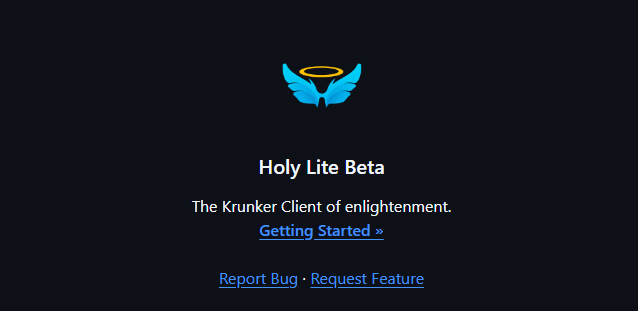 Holy Lite Beta
The Krunker Client of enlightenment.
Getting Started »
Report Bug · Request Feature